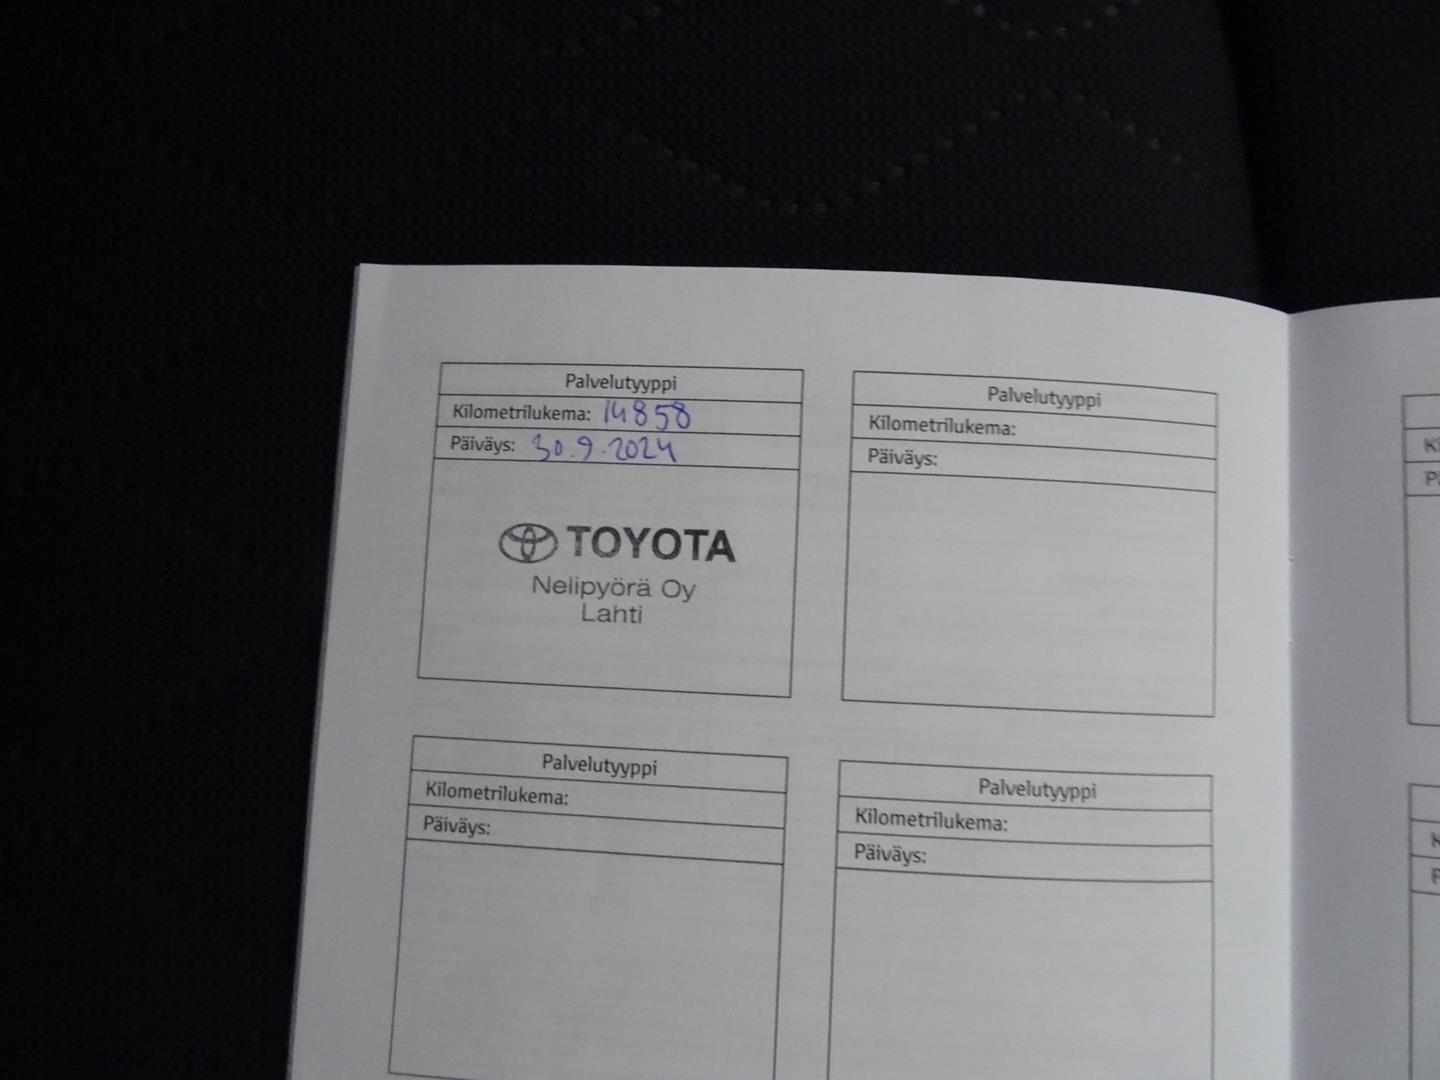 Palvelutyyppi
Kilometrilukema: 14858
Päiväys: 30.9.2024
TOYOTA
Nelipyörä Oy
Lahti
Palvelutyyppi
Kilometrilukema:
Päiväys:
Palvelutyyppi
Kilometrilukema:
Päiväys:
Palvelutyyppi
Kilometrilukema:
Päiväys: